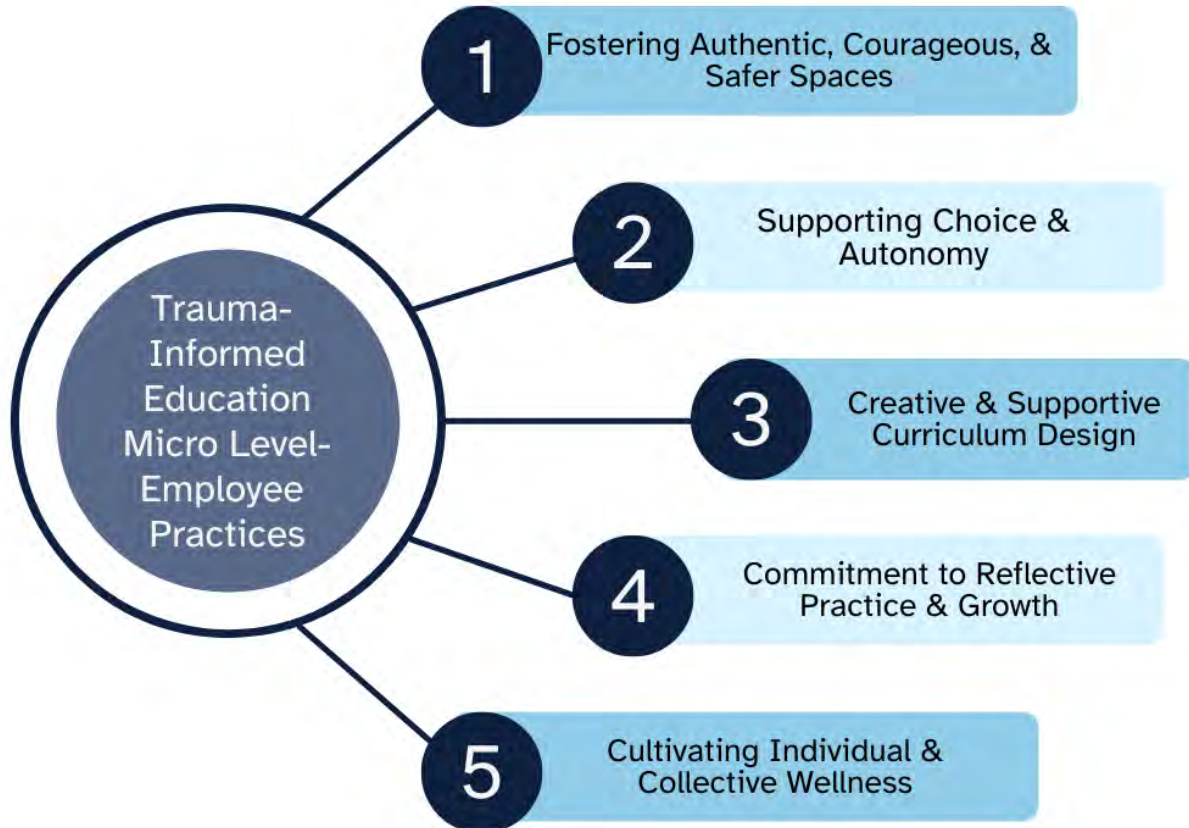 Trauma-
Informed
Education
Micro Level-
Employee
Practices
1
Fostering Authentic, Courageous, &
Safer Spaces
2
Supporting Choice &
Autonomy
3
Creative & Supportive
Curriculum Design
4
Commitment to Reflective
Practice & Growth
5
Cultivating Individual &
Collective Wellness